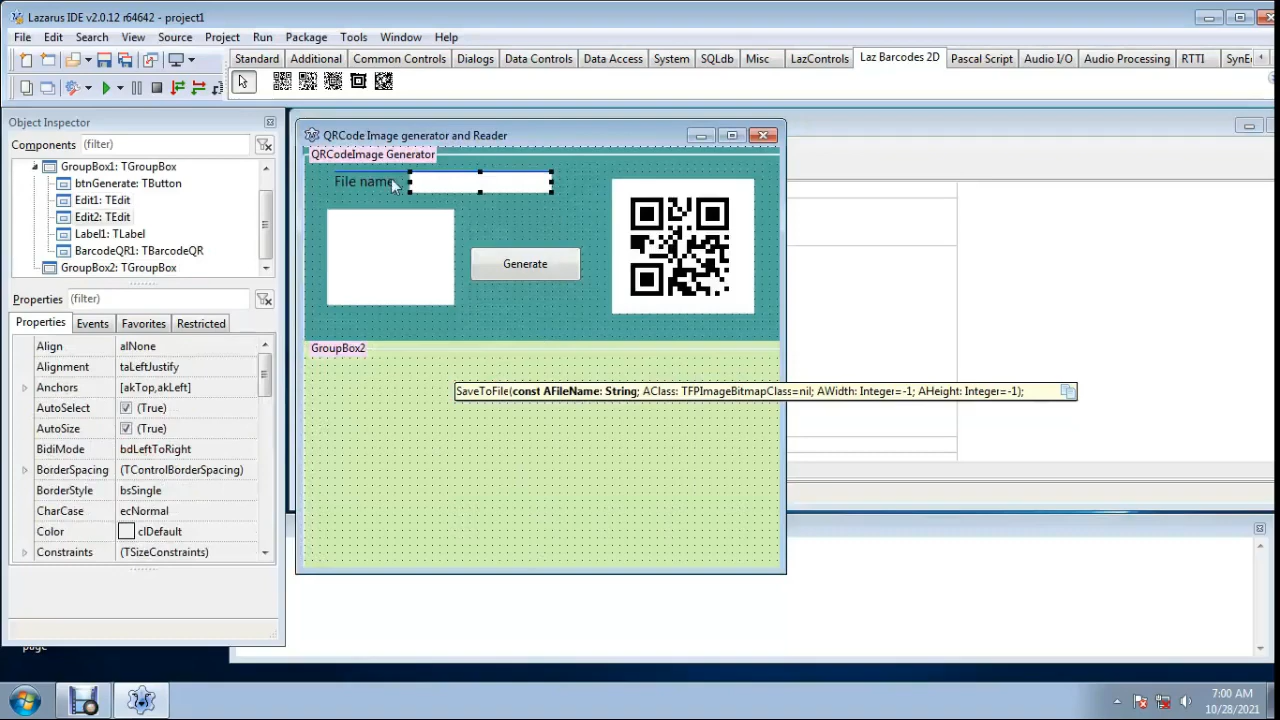 Lazarus IDE v2.0.12 r64642 - project1
File Edit Search View Source Project Run Package Tools Window Help
Standard Additional Common Controls Dialogs Data Controls Data Access System SQLdb Misc LazControls Laz Barcodes 2D Pascal Script Audio I/O Audio Processing RTTI SynE
Object Inspector
Components (filter)
GroupBox1: TGroupBox
btnGenerate: TButton
Edit1: TEdit
Edit2: TEdit
Label1: TLabel
BarcodeQR1: TBarcodeQR
GroupBox2: TGroupBox
Properties (filter)
Properties Events Favorites Restricted
Align alNone
Alignment taLeftJustify
Anchors [akTop,akLeft]
AutoSelect (True)
AutoSize (True)
BidiMode bdLeftToRight
BorderSpacing (TControlBorderSpacing)
BorderStyle bsSingle
CharCase ecNormal
Color clDefault
Constraints (TSizeConstraints)
QRCode Image generator and Reader
QRCodeImage Generator
File name
Generate
GroupBox2
SaveToFile(const AFileName: String; AClass: TFPImageBitmapClass=nil; AWidth: Integer=-1; AHeight: Integer=-1);
page
7:00 AM
10/28/2021